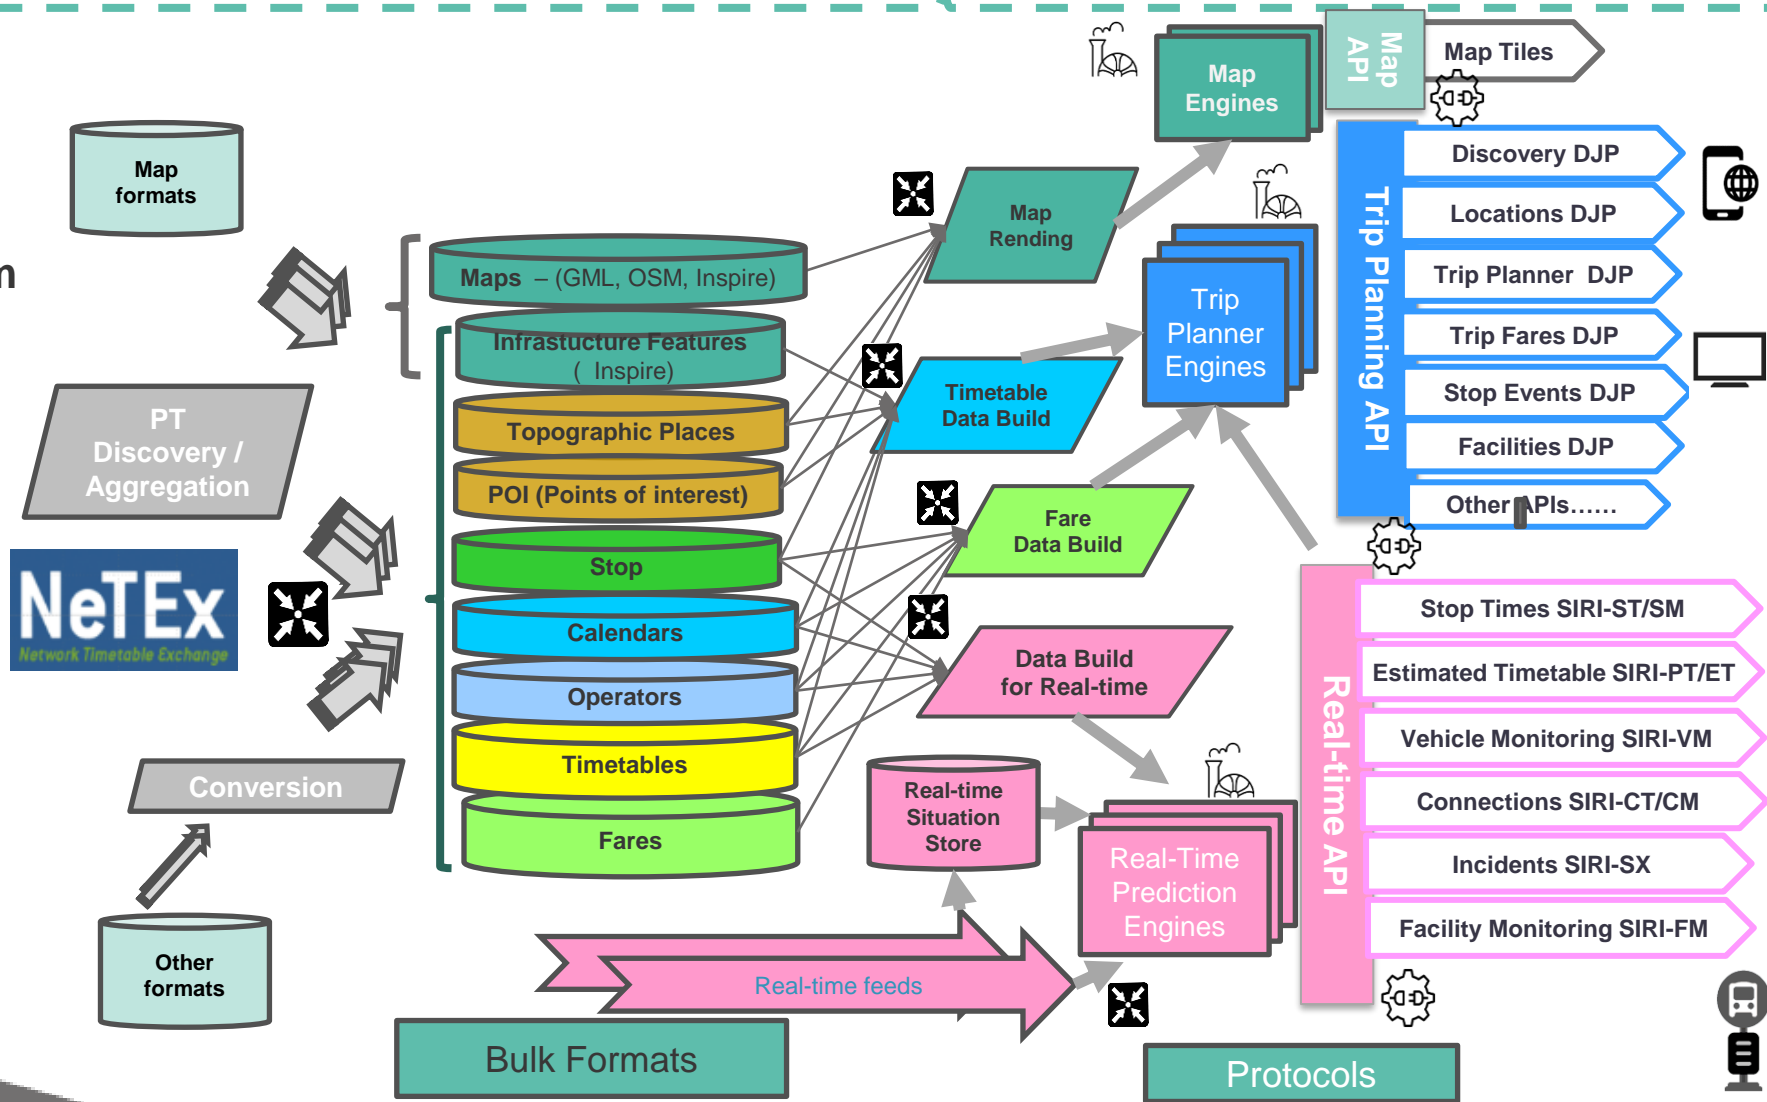 Map
formats
m
PT
Discovery /
Aggregation
NeTEx
Network Timetable Exchange
Conversion
Other
formats
Maps – (GML, OSM, Inspire)
Infrastucture Features
( Inspire)
Topographic Places
POI (Points of interest)
Stop
Calendars
Operators
Timetables
Fares
Bulk Formats
Map
Rending
Timetable
Data Build
Fare
Data Build
Data Build
for Real-time
Real-time
Situation
Store
Real-time feeds
Map
Engines
Trip
Planner
Engines
Real-Time
Prediction
Engines
Protocols
Map
API
Map Tiles
Trip Planning API
Discovery DJP
Locations DJP
Trip Planner DJP
Trip Fares DJP
Stop Events DJP
Facilities DJP
Other APIs……
Real-time API
Stop Times SIRI-ST/SM
Estimated Timetable SIRI-PT/ET
Vehicle Monitoring SIRI-VM
Connections SIRI-CT/CM
Incidents SIRI-SX
Facility Monitoring SIRI-FM